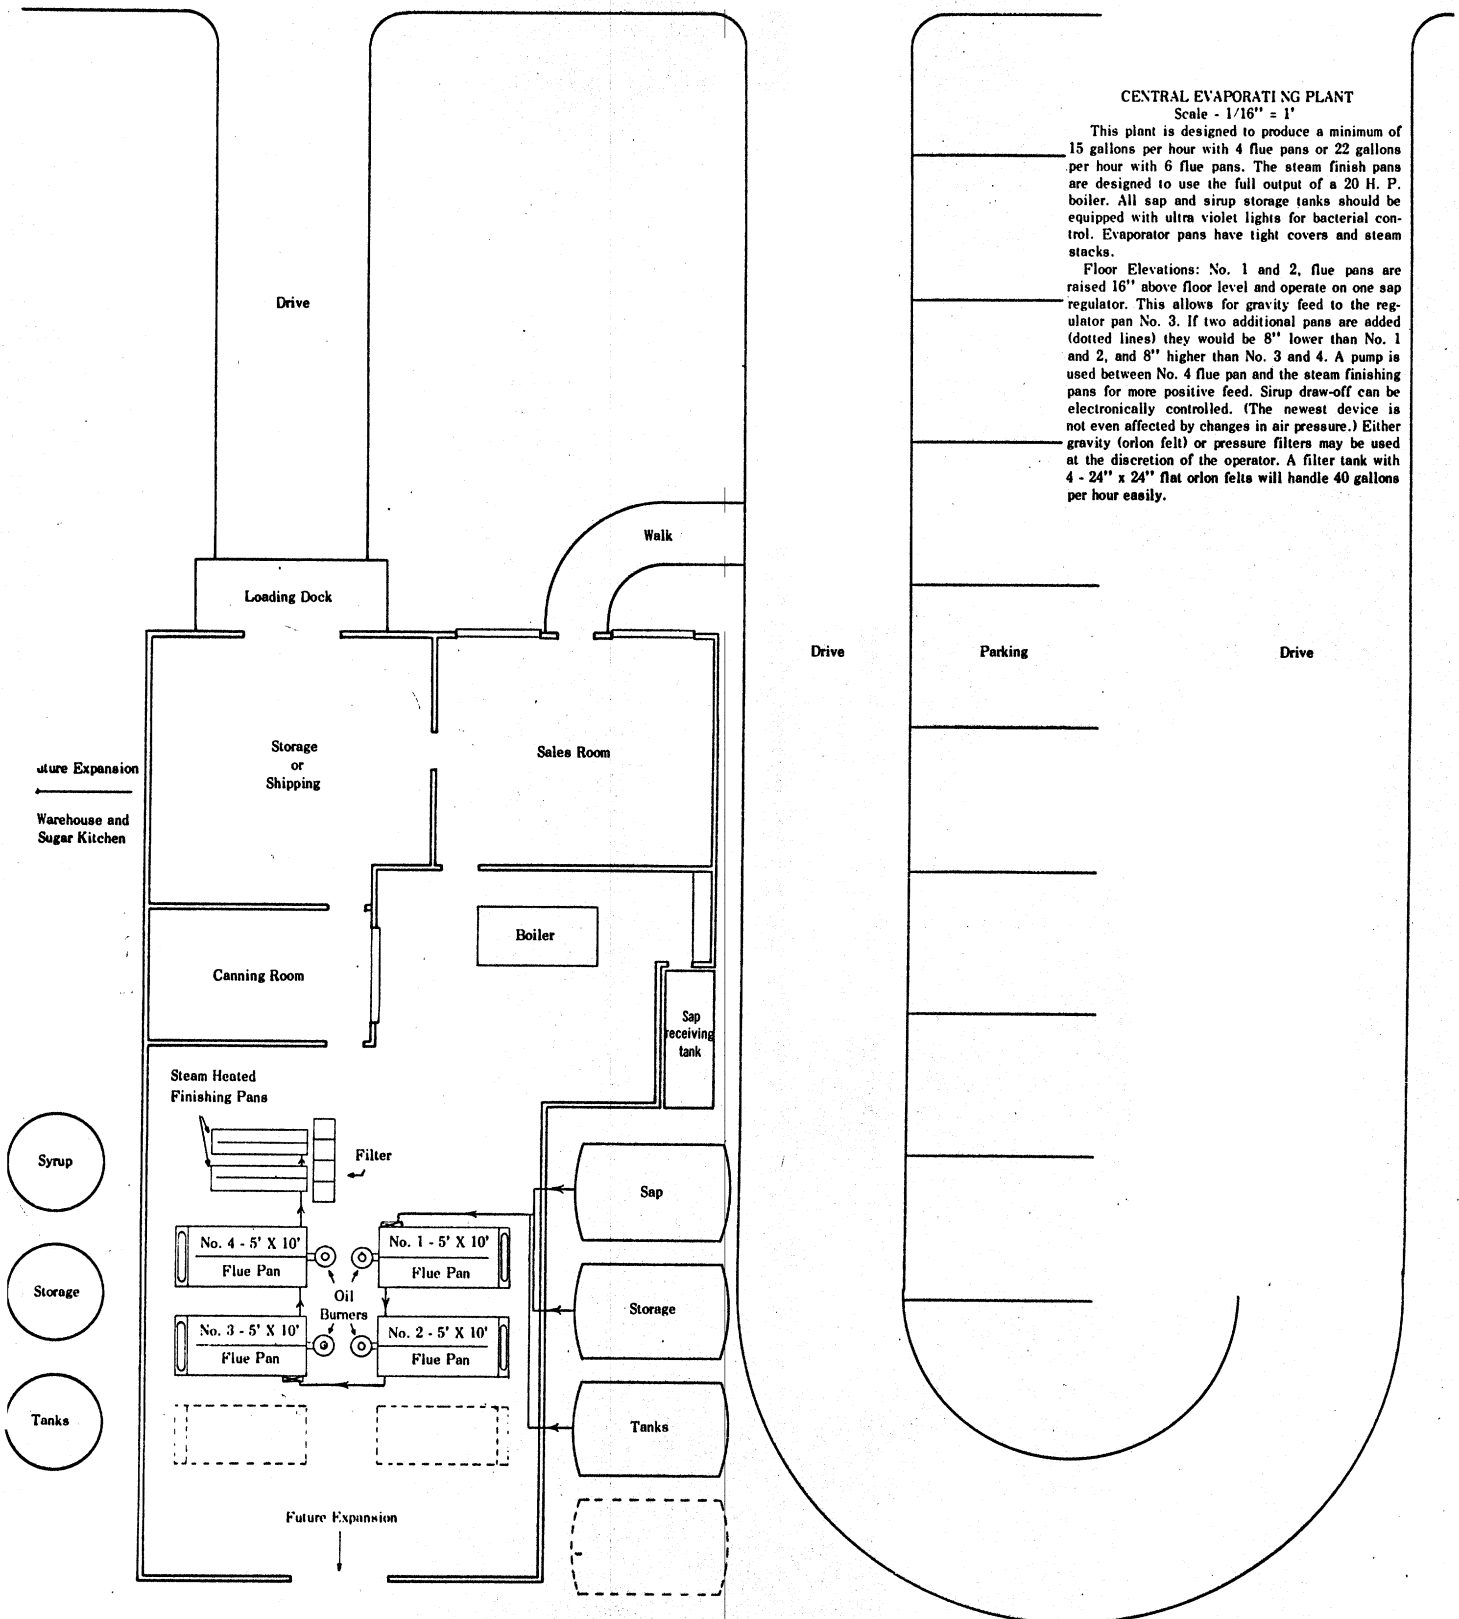 CENTRAL EVAPORATING PLANT
Scale - 1/16" = 1'
This plant is designed to produce a minimum of
15 gallons per hour with 4 flue pans or 22 gallons
per hour with 6 flue pans. The steam finish pans
are designed to use the full output of a 20 H. P.
boiler. All sap and sirup storage tanks should be
equipped with ultra violet lights for bacterial con-
trol. Evaporator pans have tight covers and steam
stacks.
Floor Elevations: No. 1 and 2, flue pans are
raised 16" above floor level and operate on one sap
regulator. This allows for gravity feed to the reg-
ulator pan No. 3. If two additional pans are added
(dotted lines) they would be 8" lower than No. 1
and 2, and 8" higher than No. 3 and 4. A pump is
used between No. 4 flue pan and the steam finishing
pans for more positive feed. Sirup draw-off can be
electronically controlled. (The newest device is
not even affected by changes in air pressure.) Either
gravity (orlon felt) or pressure filters may be used
at the discretion of the operator. A filter tank with
4 - 24" x 24" flat orlon felts will handle 40 gallons
per hour easily.
Drive
Walk
Loading Dock
Drive
Parking
Drive
Storage
or
Shipping
Sales Room
uture Expansion
Warehouse and
Sugar Kitchen
Boiler
Canning Room
Sap
receiving
tank
Steam Heated
Finishing Pans
Filter
Syrup
Sap
No. 4 - 5' X 10'
Flue Pan
No. 1 - 5' X 10'
Flue Pan
Oil
Burners
Storage
Storage
No. 3 - 5' X 10'
Flue Pan
No. 2 - 5' X 10'
Flue Pan
Tanks
Tanks
Future Expansion